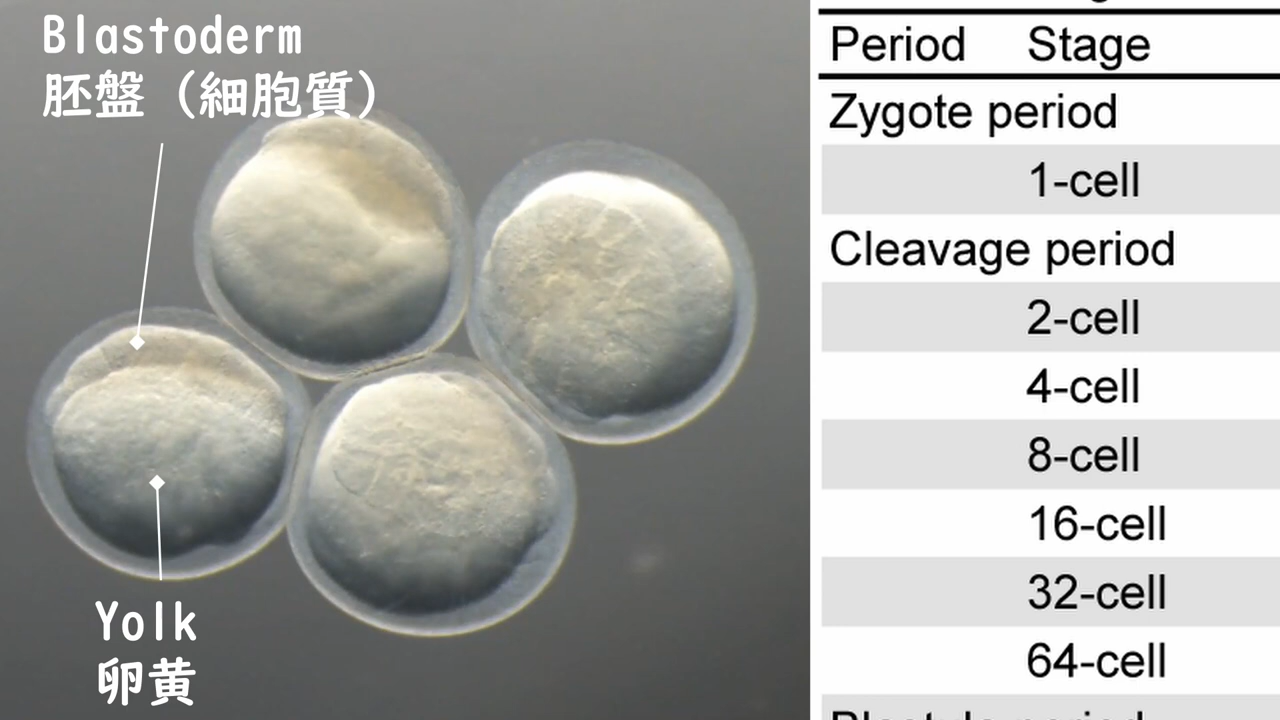 Blastoderm
胚盤（細胞質）
Yolk
卵黄
Period Stage
Zygote period
1-cell
Cleavage period
2-cell
4-cell
8-cell
16-cell
32-cell
64-cell